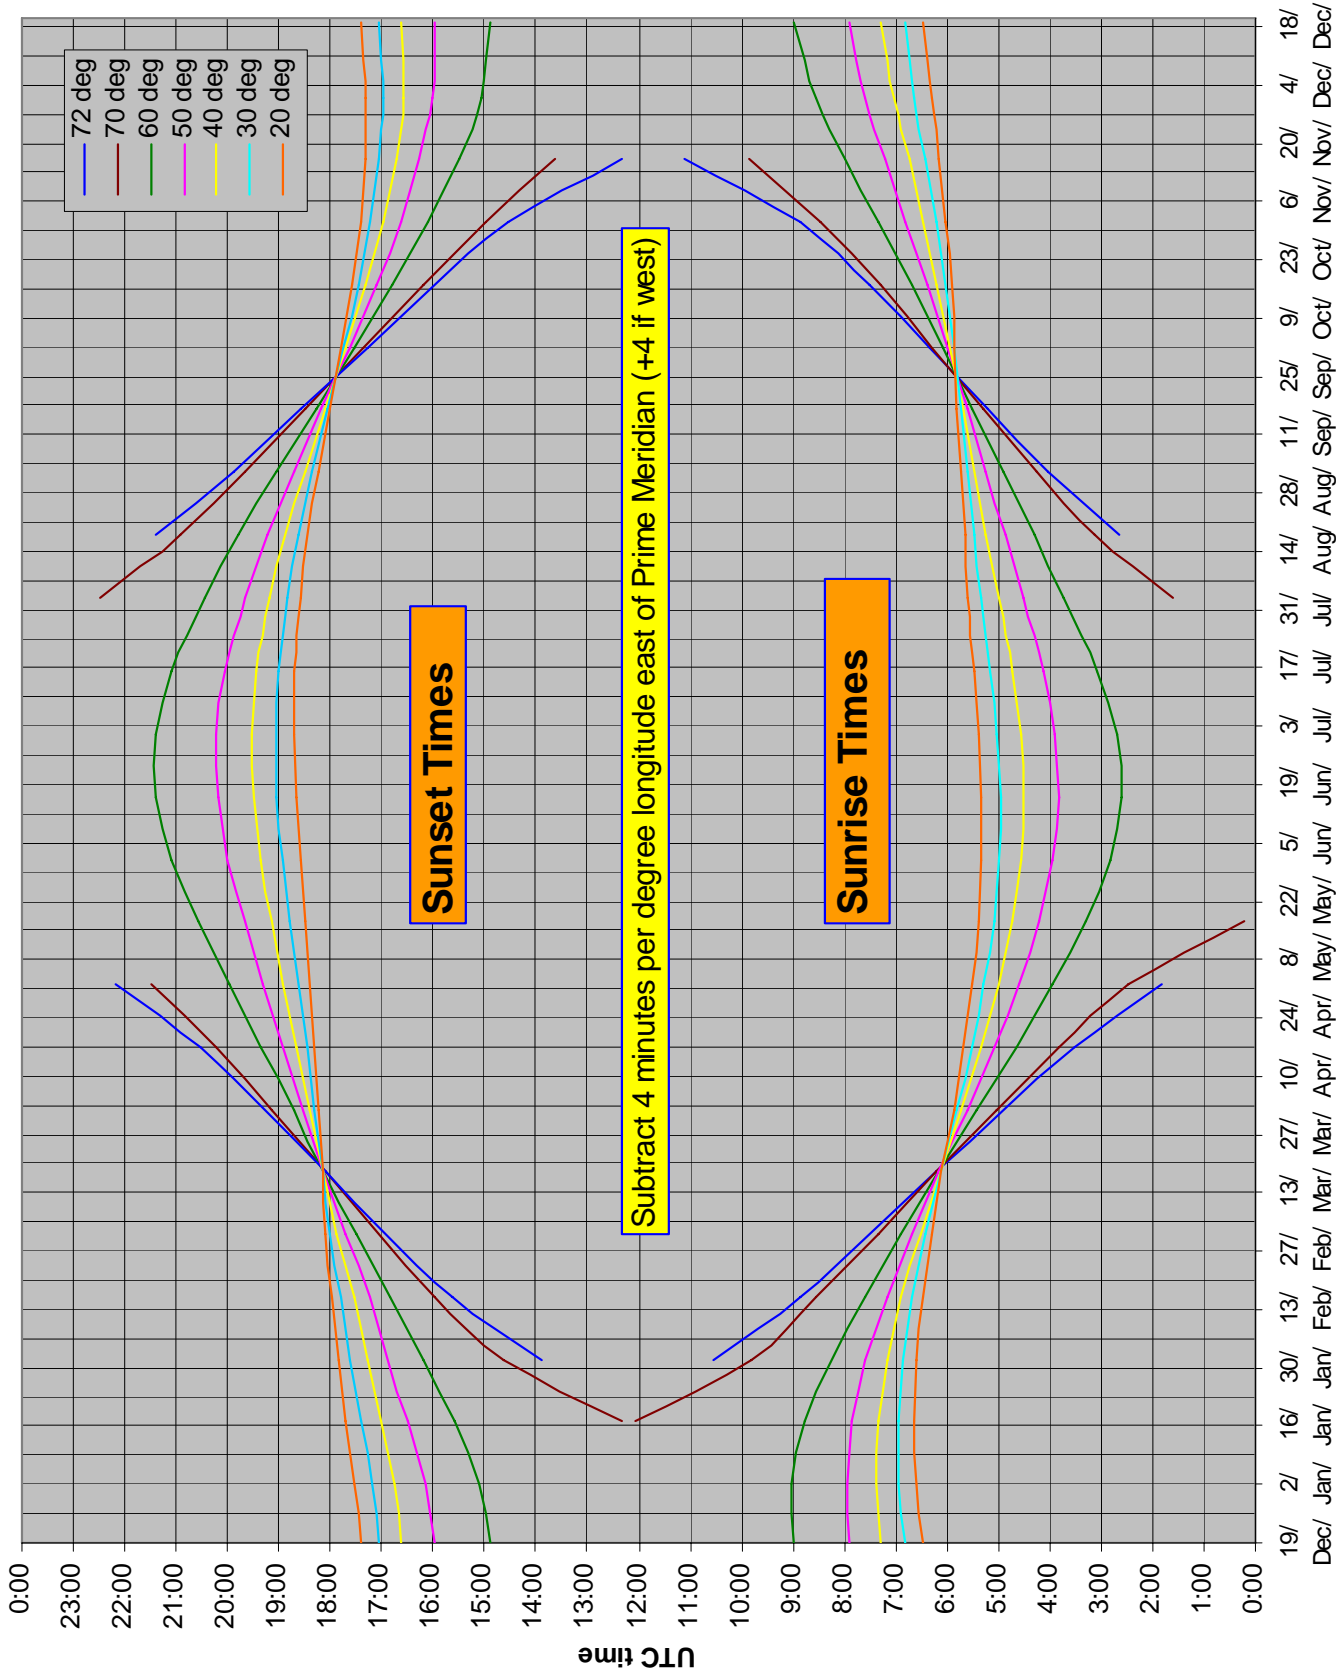 72 deg
70 deg
60 deg
50 deg
40 deg
30 deg
20 deg
Sunset Times
Subtract 4 minutes per degree longitude east of Prime Meridian (+4 if west)
Sunrise Times
UTC time
0:00
23:00
22:00
21:00
20:00
19:00
18:00
17:00
16:00
15:00
14:00
13:00
12:00
11:00
10:00
9:00
8:00
7:00
6:00
5:00
4:00
3:00
2:00
1:00
0:00
19/ 2/ 16/ 30/ 13/ 27/ 13/ 27/ 10/ 24/ 8/ 22/ 5/ 19/ 3/ 17/ 31/ 14/ 28/ 11/ 25/ 9/ 23/ 6/ 20/ 4/ 18/
Dec/ Jan/ Jan/ Jan/ Feb/ Feb/ Mar/ Mar/ Apr/ Apr/ May/ May/ Jun/ Jun/ Jul/ Jul/ Jul/ Aug/ Aug/ Sep/ Sep/ Oct/ Oct/ Nov/ Nov/ Dec/ Dec/